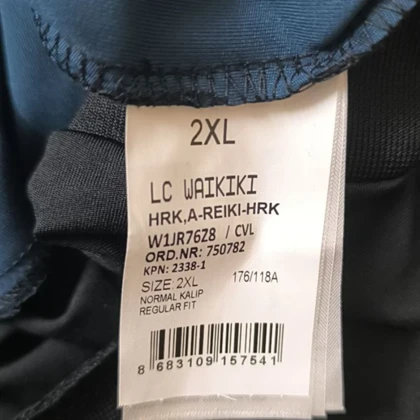 2XL
LC WAIKIKI
HRK,A-REIKI-HRK
W1JR76Z8 / CVL
ORD.NR: 750782
KPN: 2338-1
SIZE: 2XL 176/118A
NORMAL KALIP
REGULAR FIT
8 683109 157541